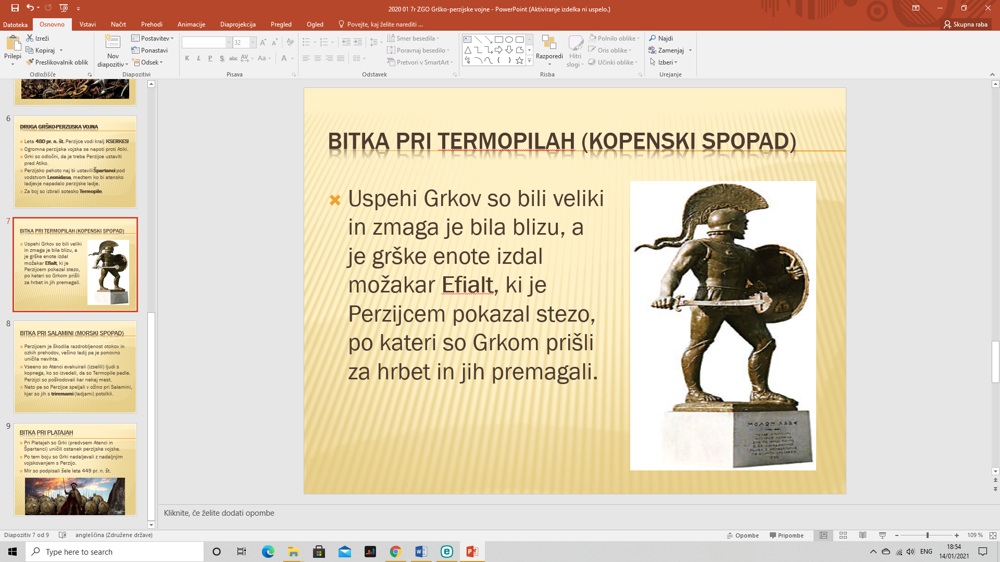 2020 01 7r ZGO Grško-perzijske vojne - PowerPoint (Aktiviranje izdelka ni uspelo.)
Datoteka Osnovno Vstavi Načrt Prehodi Animacije Diaprojekcija Pregled Ogled Povejte, kaj želite narediti ... Skupna raba
Prilepi
Izreži
Kopiraj
Preslikovalnik oblik
Odložišče
Nov diapozitiv
Postavitev
Ponastavi
Odsek
Diapozitivi
32
K L P S abc AV Aa A
Pisava
Smer besedila
Poravnaj besedilo
Pretvori v SmartArt
Odstavek
Razporedi
Hitri slogi
Polnilo oblike
Oris oblike
Učinki oblike
Risba
Najdi
Zamenjaj
Izberi
Urejanje
6
DRUGA GRŠKO-PERZIJSKA VOJNA
Leta 480 pr. n. št. Perzijce vodi kralj KSERKES!
Ogromna perzijska vojska se napoti proti Atiki.
Grki so odločni, da je treba Perzijce ustaviti
pred Atiko.
Perzijsko pehoto naj bi ustavili Špartanci pod
vodstvom Leonidasa, medtem ko bi atensko
ladjevje napadalo perzijske ladje.
Za boj so izbrali sotesko Termopile.
7
BITKA PRI TERMOPILAH (KOPENSKI SPOPAD)
Uspehi Grkov so bili veliki
in zmaga je bila blizu, a
je grške enote izdal
možakar Efialt, ki je
Perzijcem pokazal stezo,
po kateri so Grkom prišli
za hrbet in jih premagali.
8
BITKA PRI SALAMINI (MORSKI SPOPAD)
Perzijcem je škodila razdrobljenost otokov in
ozkih prehodov, večino ladij pa je ponovno
uničila nevihta.
Vseeno so Atenci evakuirali (izselili) ljudi s
kopnega, ko so izvedeli, da so Termopile padle.
Perzijci so poškodovali kar nekaj mest.
Nato pa so Perzijce speljali v ožino pri Salamini,
kjer so jih s triremami (ladjami) potolkli.
9
BITKA PRI PLATAJAH
Pri Platajah so Grki (predvsem Atenci in
Špartanci) uničili ostanek perzijske vojske.
Po tem boju so Grki nadaljevali z nadaljnjim
vojskovanjem s Perzijo.
Mir so podpisali šele leta 449 pr. n. št.
BITKA PRI TERMOPILAH (KOPENSKI SPOPAD)
Uspehi Grkov so bili veliki
in zmaga je bila blizu, a
je grške enote izdal
možakar Efialt, ki je
Perzijcem pokazal stezo,
po kateri so Grkom prišli
za hrbet in jih premagali.
ΜΟΛΩΝ ΛΑΒΕ
Kliknite, če želite dodati opombe
Diapozitiv 7 od 9 angleščina (Združene države) Opombe Pripombe 109 %
Type here to search
ENG
18:54
14/01/2021